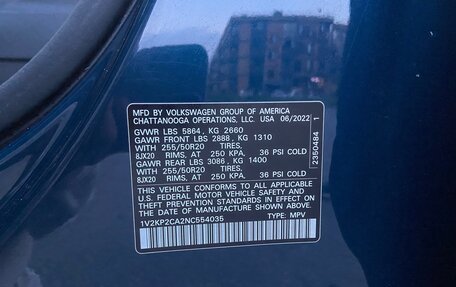 MFD BY VOLKSWAGEN GROUP OF AMERICA
CHATTANOOGA OPERATIONS, LLC. USA 06/2022
GVWR LBS 5864, KG 2660
GAWR FRONT LBS 2888, KG 1310
WITH 255/50R20 TIRES,
8JX20 RIMS, AT 250 KPA, 36 PSI COLD
GAWR REAR LBS 3086, KG 1400
WITH 255/50R20 TIRES,
8JX20 RIMS, AT 250 KPA, 36 PSI COLD
THIS VEHICLE CONFORMS TO ALL APPLICABLE
U.S. FEDERAL MOTOR VEHICLE SAFETY
STANDARDS IN EFFECT ON THE
DATE OF MANUFACTURE SHOWN ABOVE.
1V2KP2CA2NC554035 TYPE: MPV
2350484 1